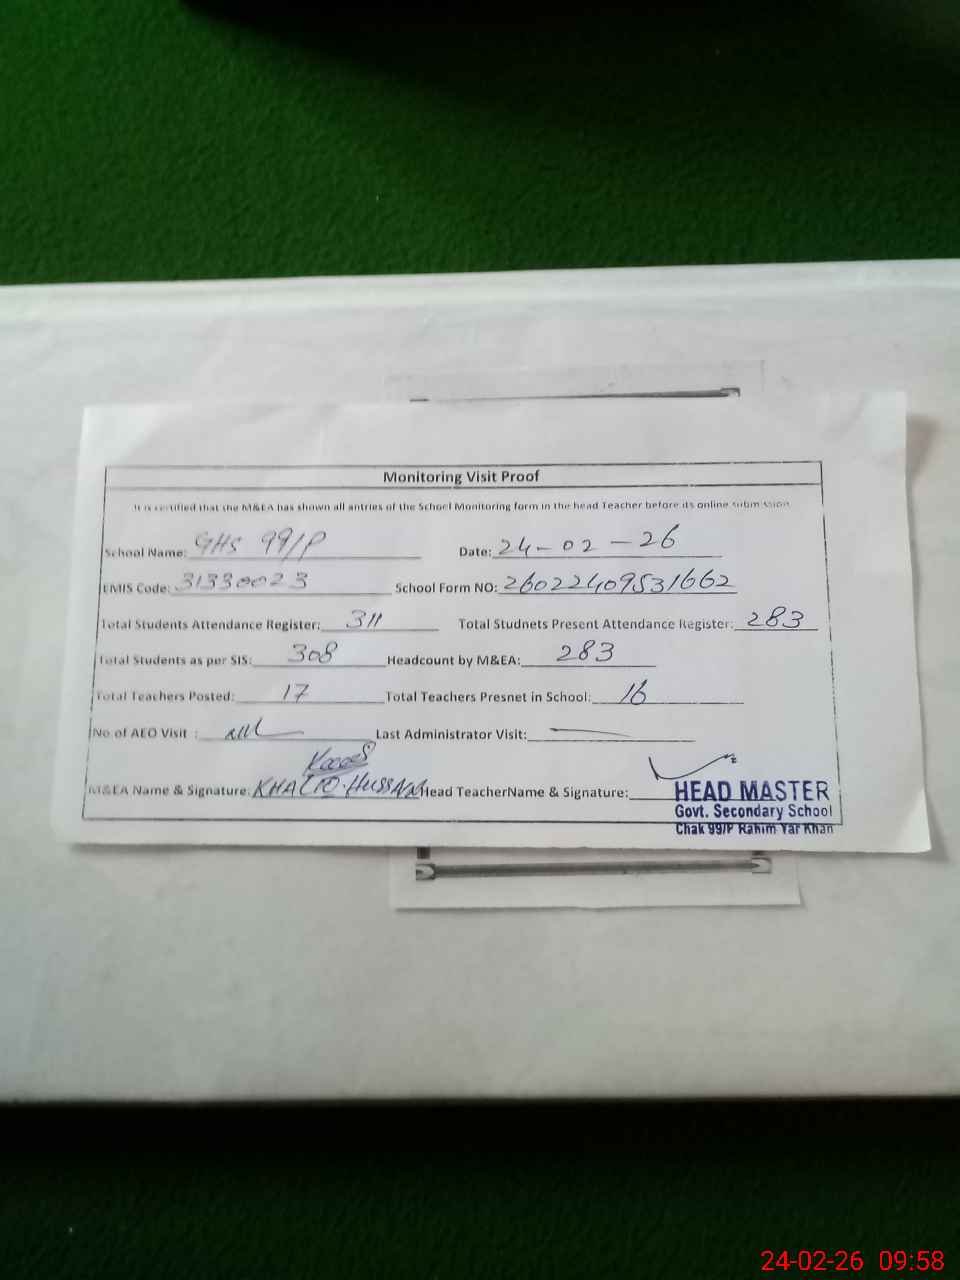 Monitoring Visit Proof
It is certified that the M&EA has shown all antries of the School Monitoring form in the head Teacher before its online submission
School Name: GHS 99/P Date: 24-02-26
EMIS Code: 31330023 School Form NO: 26022409531662
Total Students Attendance Register: 311 Total Studnets Present Attendance Register: 283
Total Students as per SIS: 308 Headcount by M&EA: 283
Total Teachers Posted: 17 Total Teachers Presnet in School: 16
No of AEO Visit : Nil Last Administrator Visit:
M&EA Name & Signature: KHALIQ. HUSSAIN Head TeacherName & Signature:
HEAD MASTER
Govt. Secondary School
Chak 99/P Rahim Yar Khan
24-02-26 09:58